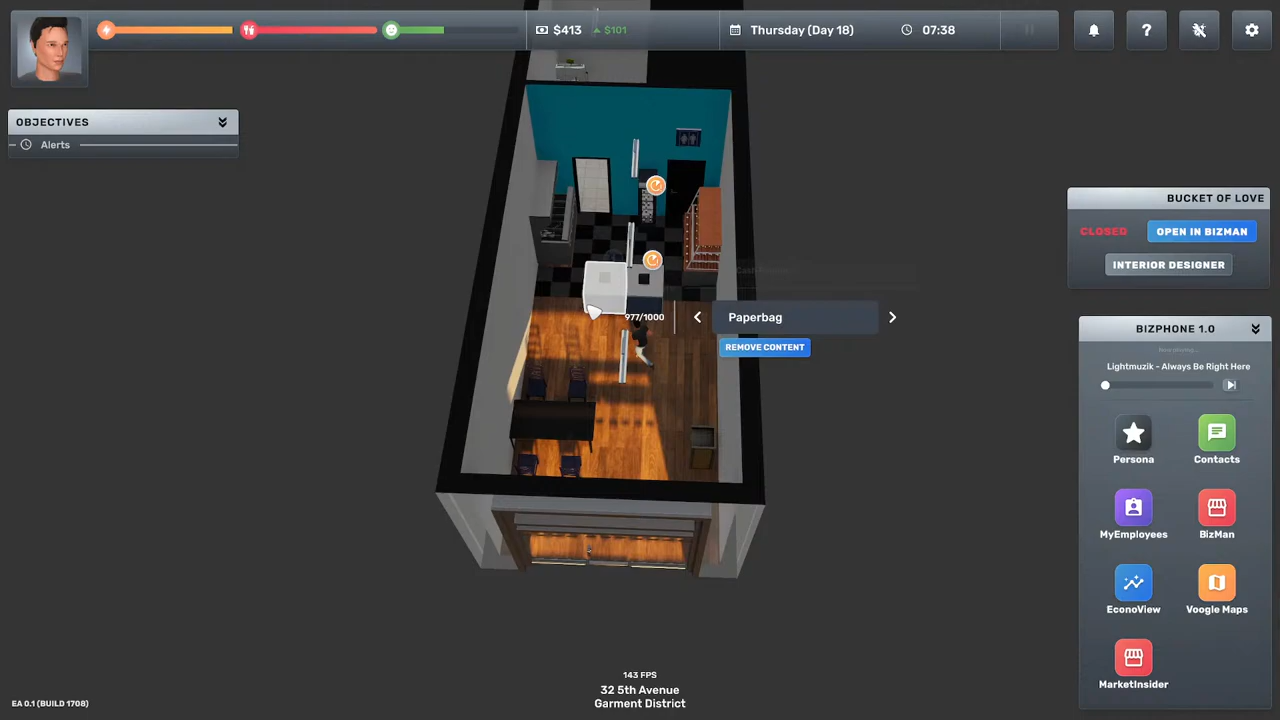 $413
$101
Thursday (Day 18)
07:38
OBJECTIVES
Alerts
BUCKET OF LOVE
CLOSED
OPEN IN BIZMAN
INTERIOR DESIGNER
977/1000
Paperbag
REMOVE CONTENT
BIZPHONE 1.0
Lightmuzik - Always Be Right Here
Persona
Contacts
MyEmployees
BizMan
EconoView
Voogle Maps
MarketInsider
143 FPS
32 5th Avenue
Garment District
EA 0.1 (BUILD 1708)